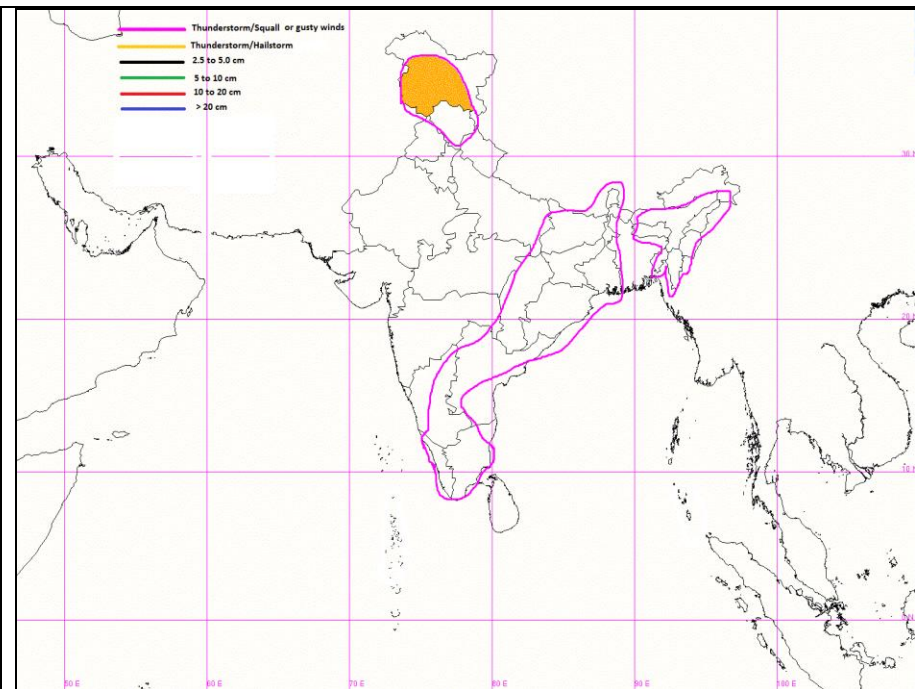 Thunderstorm/Squall or gusty winds
Thunderstorm/Hailstorm
2.5 to 5.0 cm
5 to 10 cm
10 to 20 cm
> 20 cm
30 N
20 N
10 N
50 E
60 E
70 E
80 E
90 E
100 E